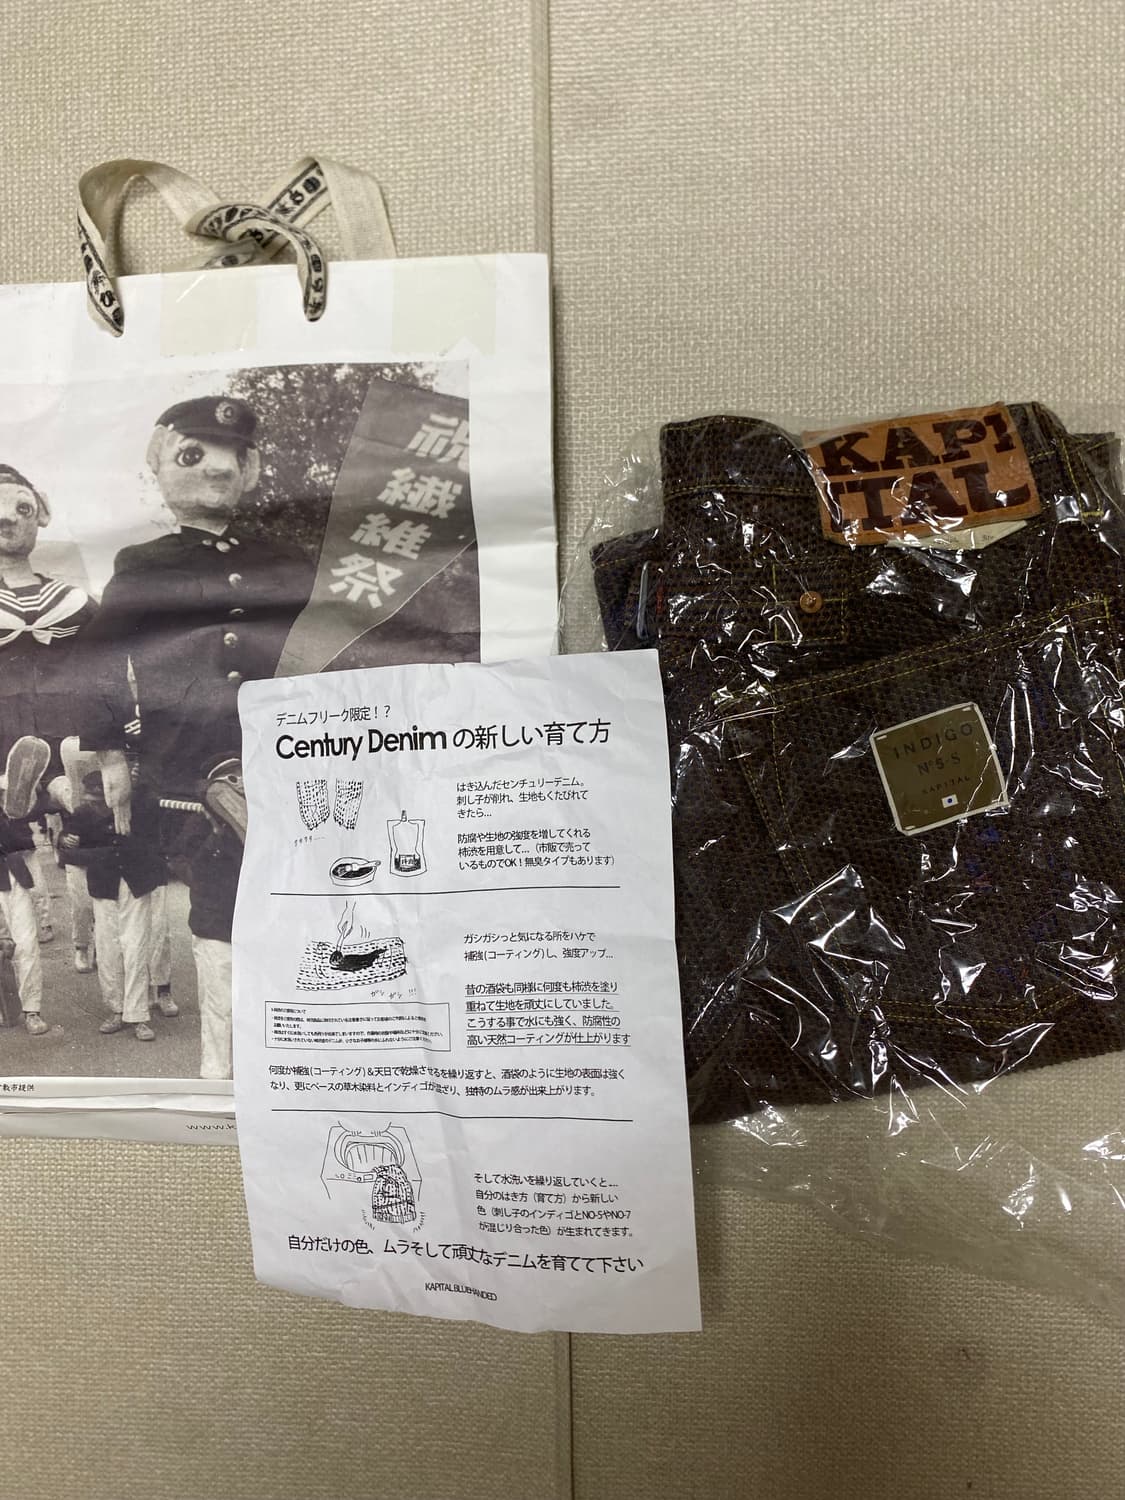 祝
繊
維
祭
KAPI
ITAL
INDIGO
N°5-S
KAPITAL
デニムフリーク限定!?
Century Denim の新しい育て方
はき込んだセンチュリーデニム。
刺し子が削れ、生地もくたびれて
きたら...
防腐や生地の強度を増してくれる
柿渋を用意して...（市販で売って
いるものでOK!無臭タイプもあります）
ガシガシっと気になる所をハケで
補強(コーティング)し、強度アップ...
ガシ ガシ !!!
昔の酒袋も同様に何度も柿渋を塗り
重ねて生地を頑丈にしていました。
こうする事で水にも強く、防腐性の
高い天然コーティングが仕上がります
何度か補強(コーティング)&天日で乾燥させるを繰り返すと、酒袋のように生地の表面は強く
なり、更にベースの草木染料とインディゴが混ざり、独特のムラ感が出来上がります。
そして水洗いを繰り返していくと....
自分のはき方（育て方）から新しい
色（刺し子のインディゴとNO-5やNO-7
が混じり合った色）が生まれてきます。
自分だけの色、ムラそして頑丈なデニムを育てて下さい
KAPITAL BLUEHANDED
敷市提供
www.k